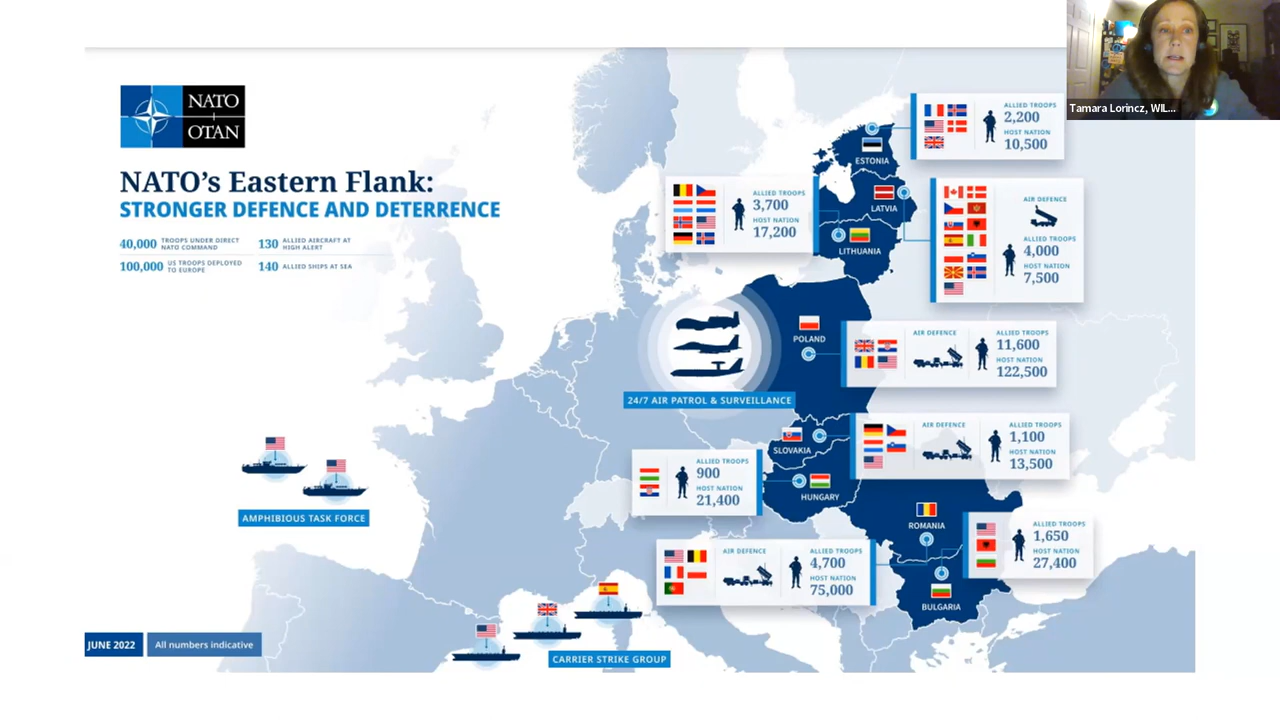 Tamara Lorincz, WIL...
NATO
OTAN
NATO's Eastern Flank:
STRONGER DEFENCE AND DETERRENCE
40,000 TROOPS UNDER DIRECT NATO COMMAND
130 ALLIED AIRCRAFT AT HIGH ALERT
100,000 US TROOPS DEPLOYED TO EUROPE
140 ALLIED SHIPS AT SEA
ALLIED TROOPS
2,200
HOST NATION
10,500
ESTONIA
ALLIED TROOPS
3,700
HOST NATION
17,200
LATVIA
LITHUANIA
AIR DEFENCE
ALLIED TROOPS
4,000
HOST NATION
7,500
POLAND
AIR DEFENCE
ALLIED TROOPS
11,600
HOST NATION
122,500
24/7 AIR PATROL & SURVEILLANCE
SLOVAKIA
AIR DEFENCE
ALLIED TROOPS
1,100
HOST NATION
13,500
ALLIED TROOPS
900
HOST NATION
21,400
HUNGARY
AMPHIBIOUS TASK FORCE
ROMANIA
ALLIED TROOPS
1,650
HOST NATION
27,400
AIR DEFENCE
ALLIED TROOPS
4,700
HOST NATION
75,000
BULGARIA
CARRIER STRIKE GROUP
JUNE 2022
All numbers indicative